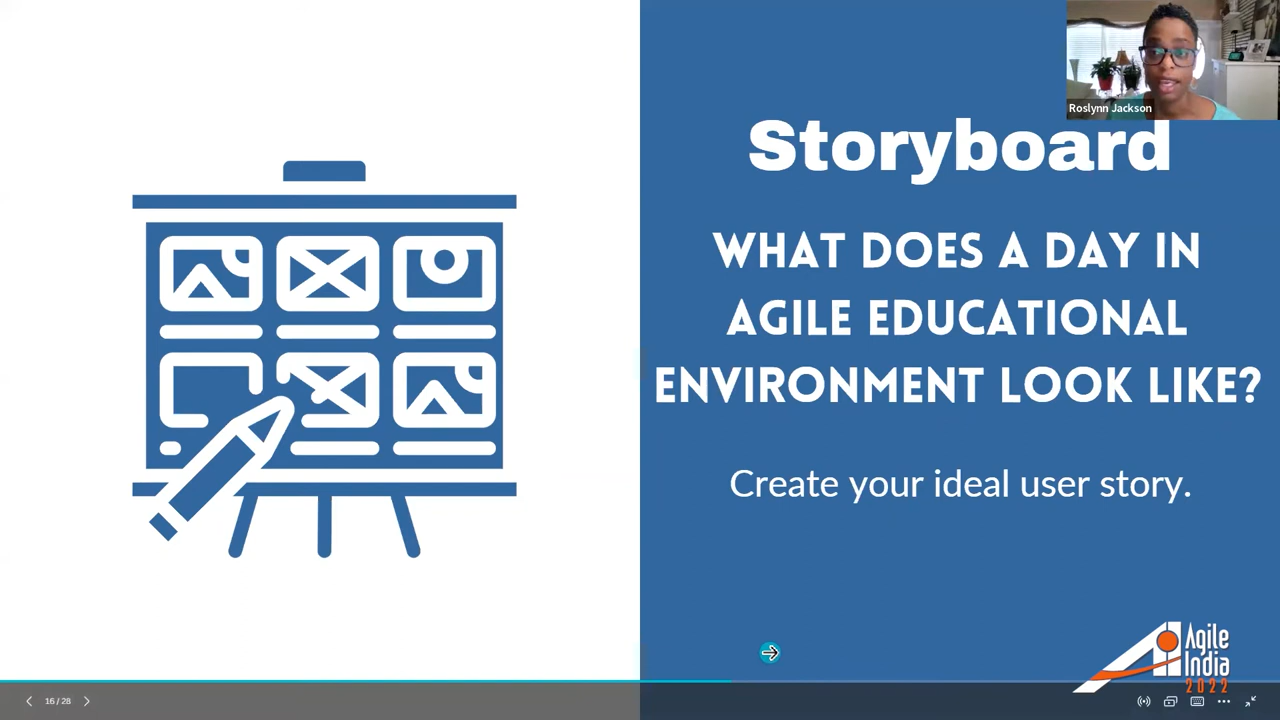 Roslynn Jackson
Storyboard
WHAT DOES A DAY IN
AGILE EDUCATIONAL
ENVIRONMENT LOOK LIKE?
Create your ideal user story.
Agile
India
2022
16 / 28